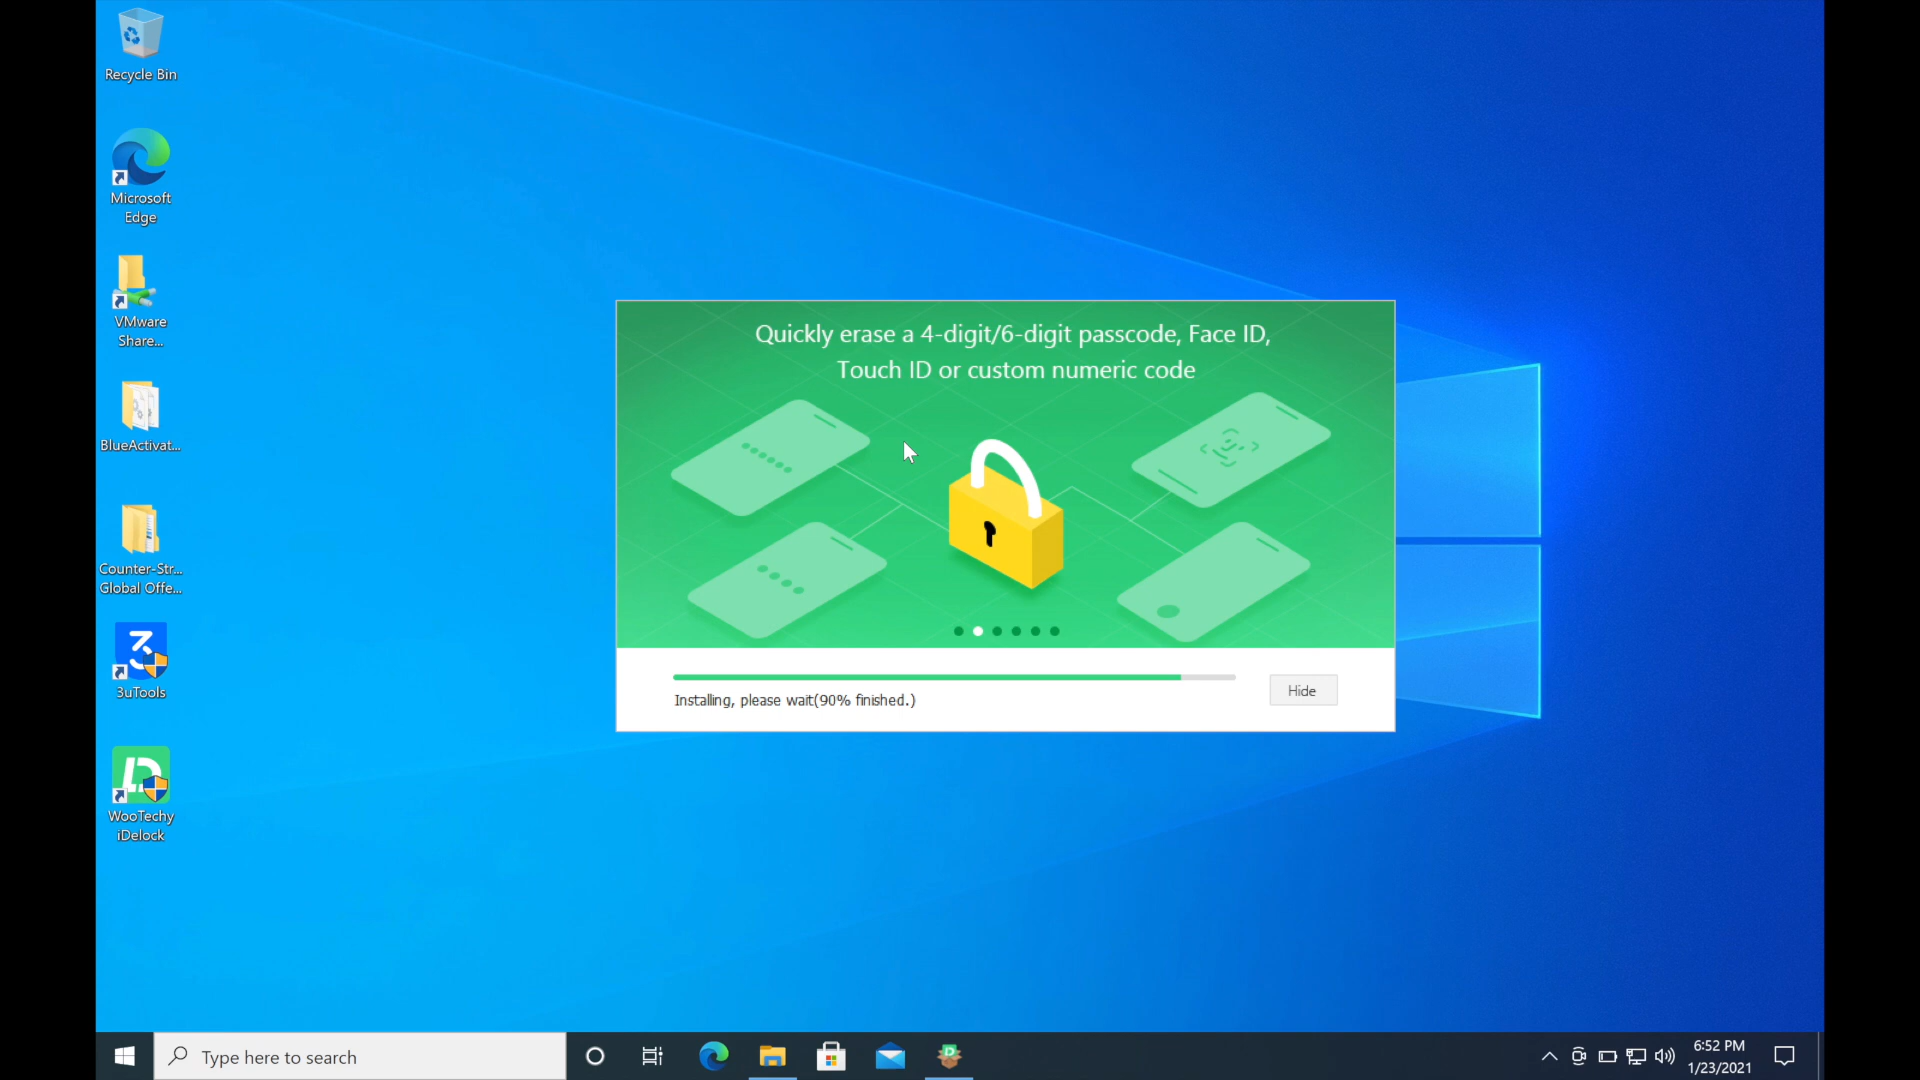 Recycle Bin
Microsoft
Edge
VMware
Share...
BlueActivat...
Counter-Str...
Global Offe...
3uTools
WooTechy
iDelock
Quickly erase a 4-digit/6-digit passcode, Face ID,
Touch ID or custom numeric code
Installing, please wait(90% finished.)
Hide
Type here to search
6:52 PM
1/23/2021